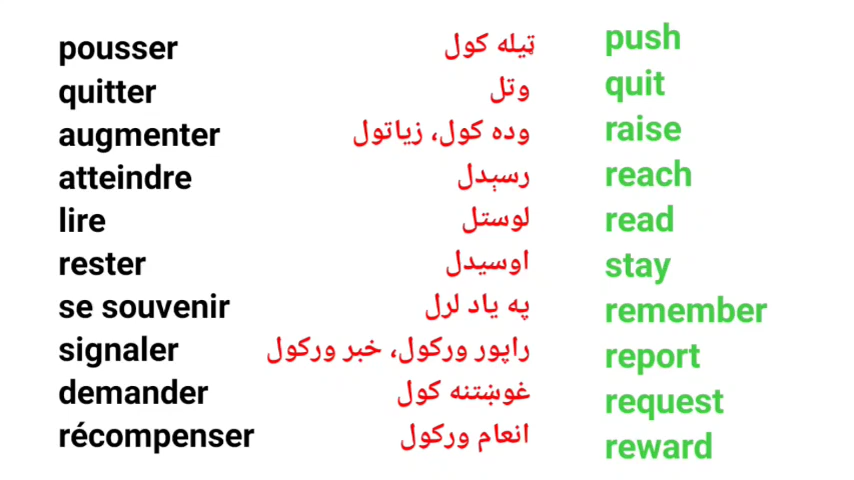 pousser ټیله کول push
quitter وتل quit
augmenter وده کول، زیاتول raise
atteindre رسېدل reach
lire لوستل read
rester اوسیدل stay
se souvenir په یاد لرل remember
signaler راپور ورکول، خبر ورکول report
demander غوښتنه کول request
récompenser انعام ورکول reward